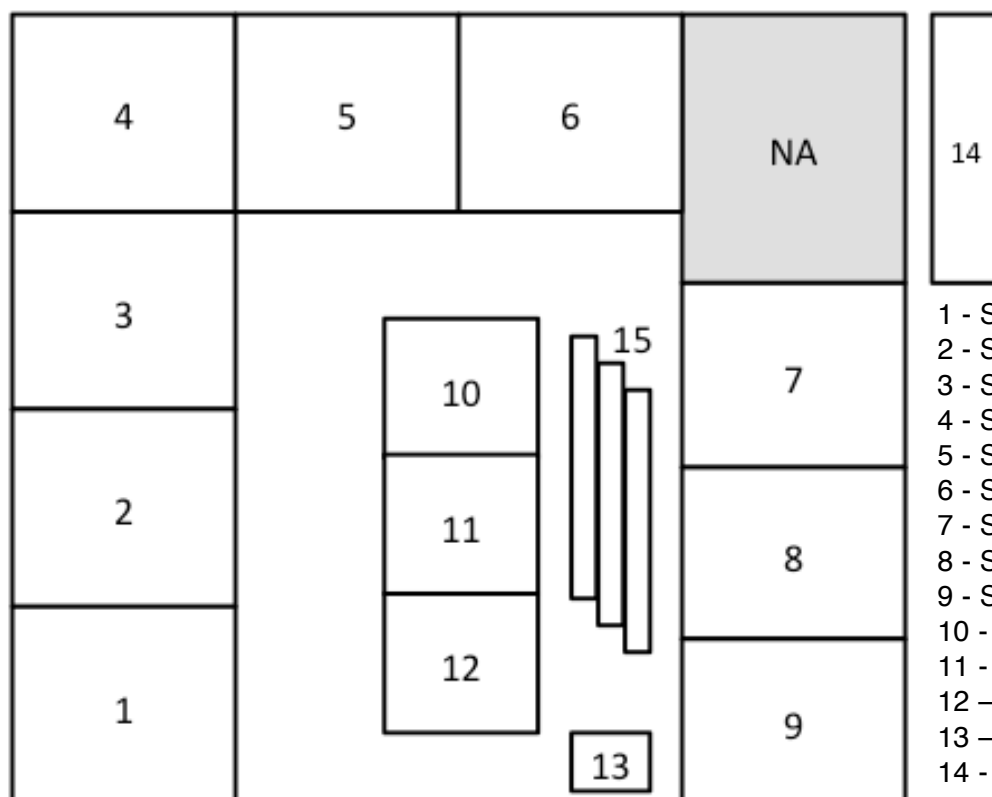 4 5 6 NA 14
3 15
10 7
2 11 8
12
1 9
13
1 - S
2 - S
3 - S
4 - S
5 - S
6 - S
7 - S
8 - S
9 - S
10 -
11 -
12 –
13 –
14 -